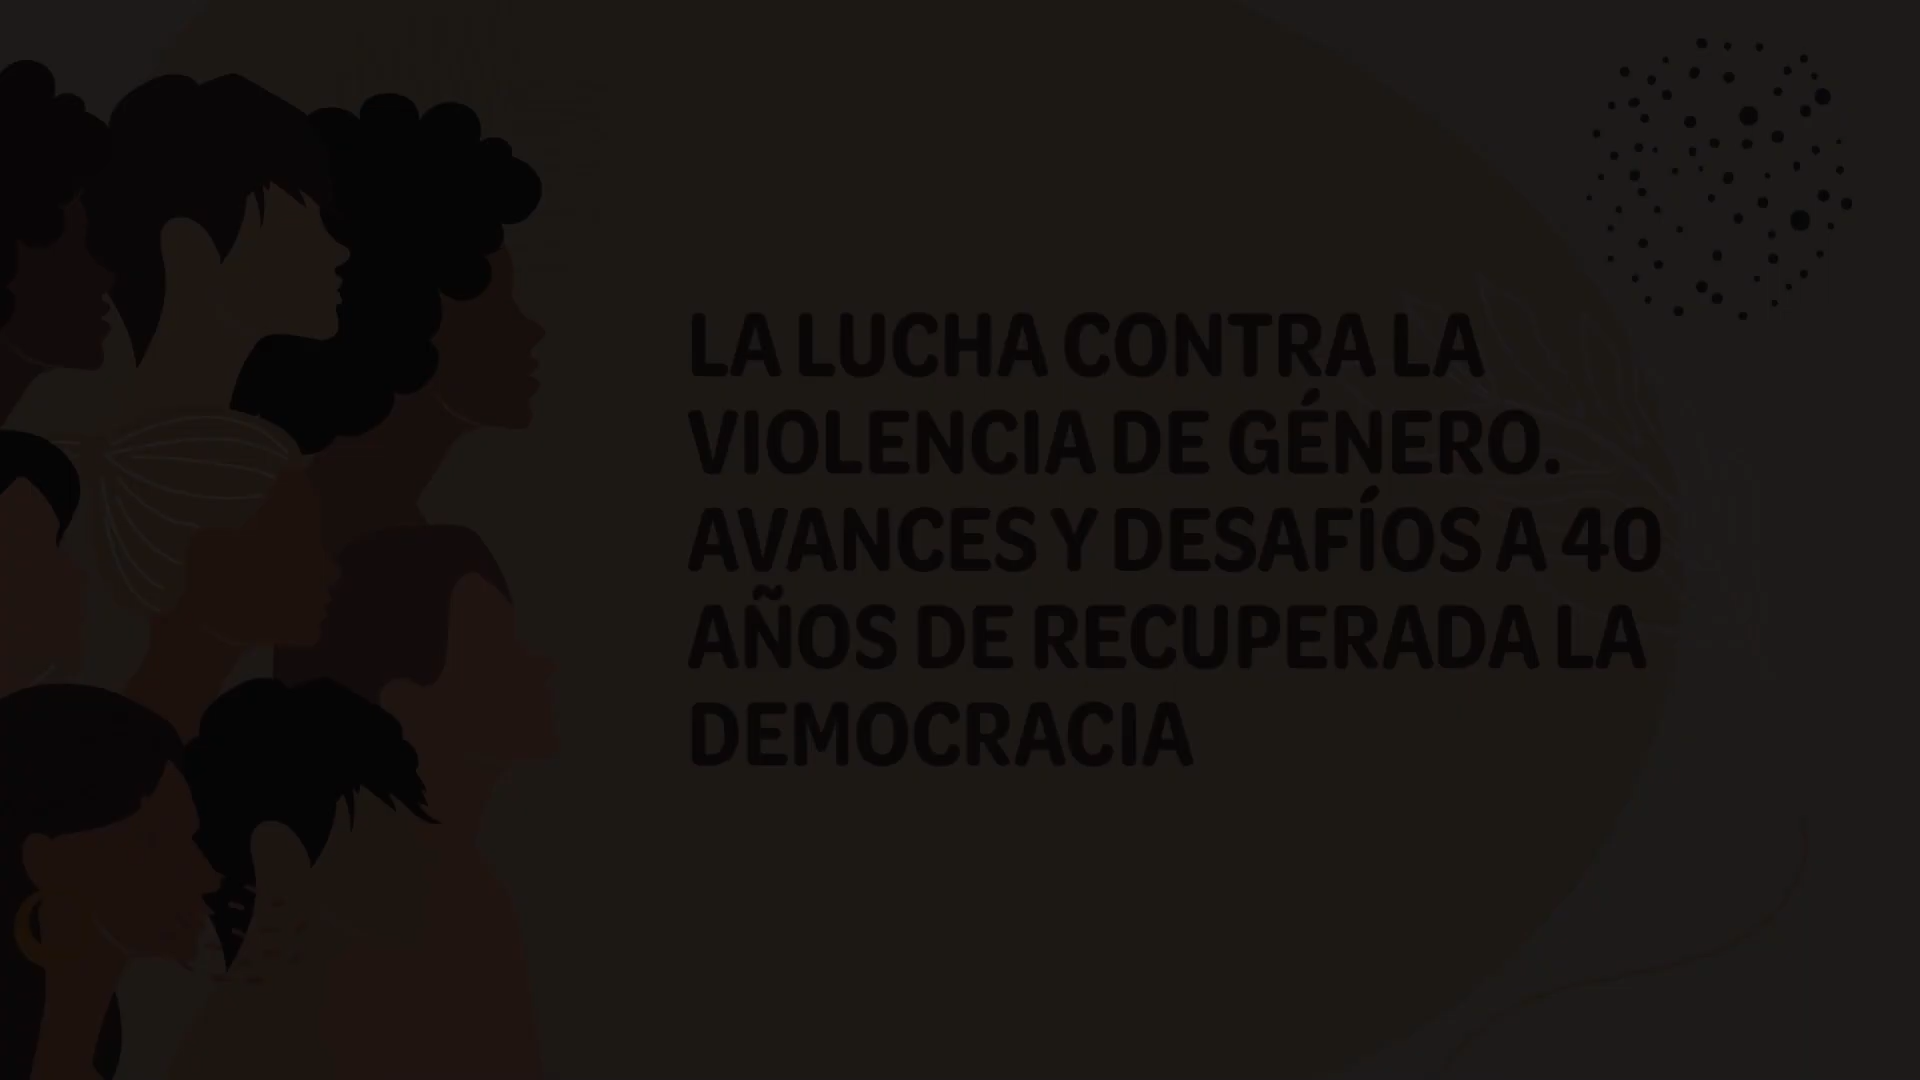 LA LUCHA CONTRA LA
VIOLENCIA DE GÉNERO.
AVANCES Y DESAFÍOS A 40
AÑOS DE RECUPERADA LA
DEMOCRACIA